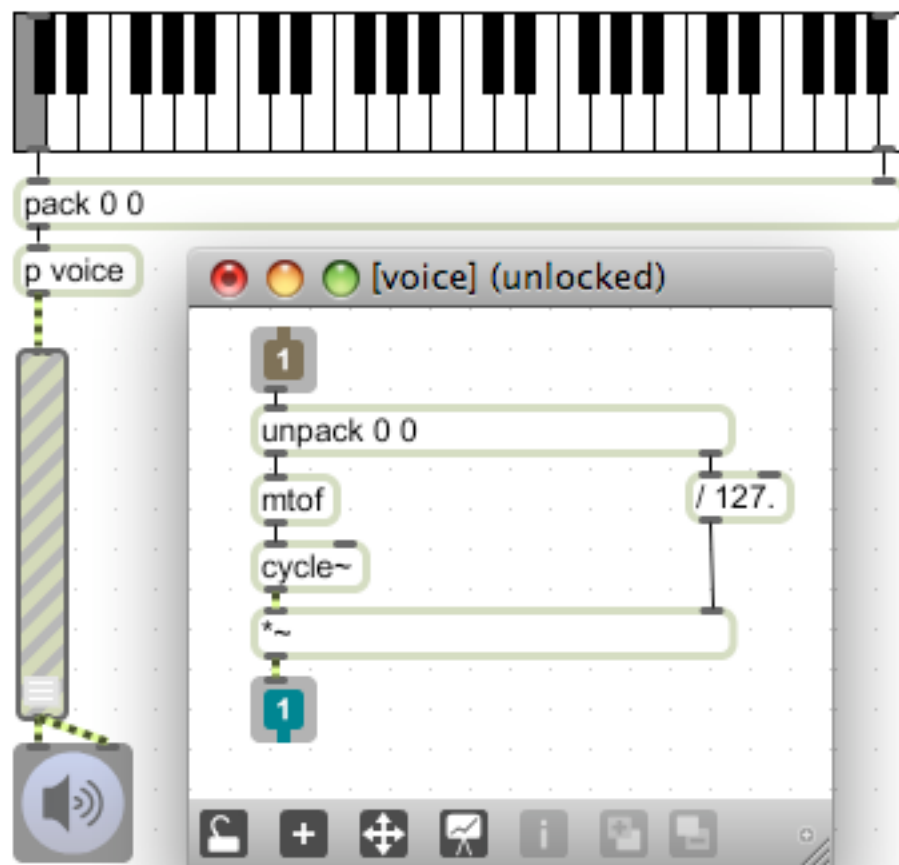 pack 0 0
p voice
[voice] (unlocked)
1
unpack 0 0
mtof
/ 127.
cycle~
*~
1
i